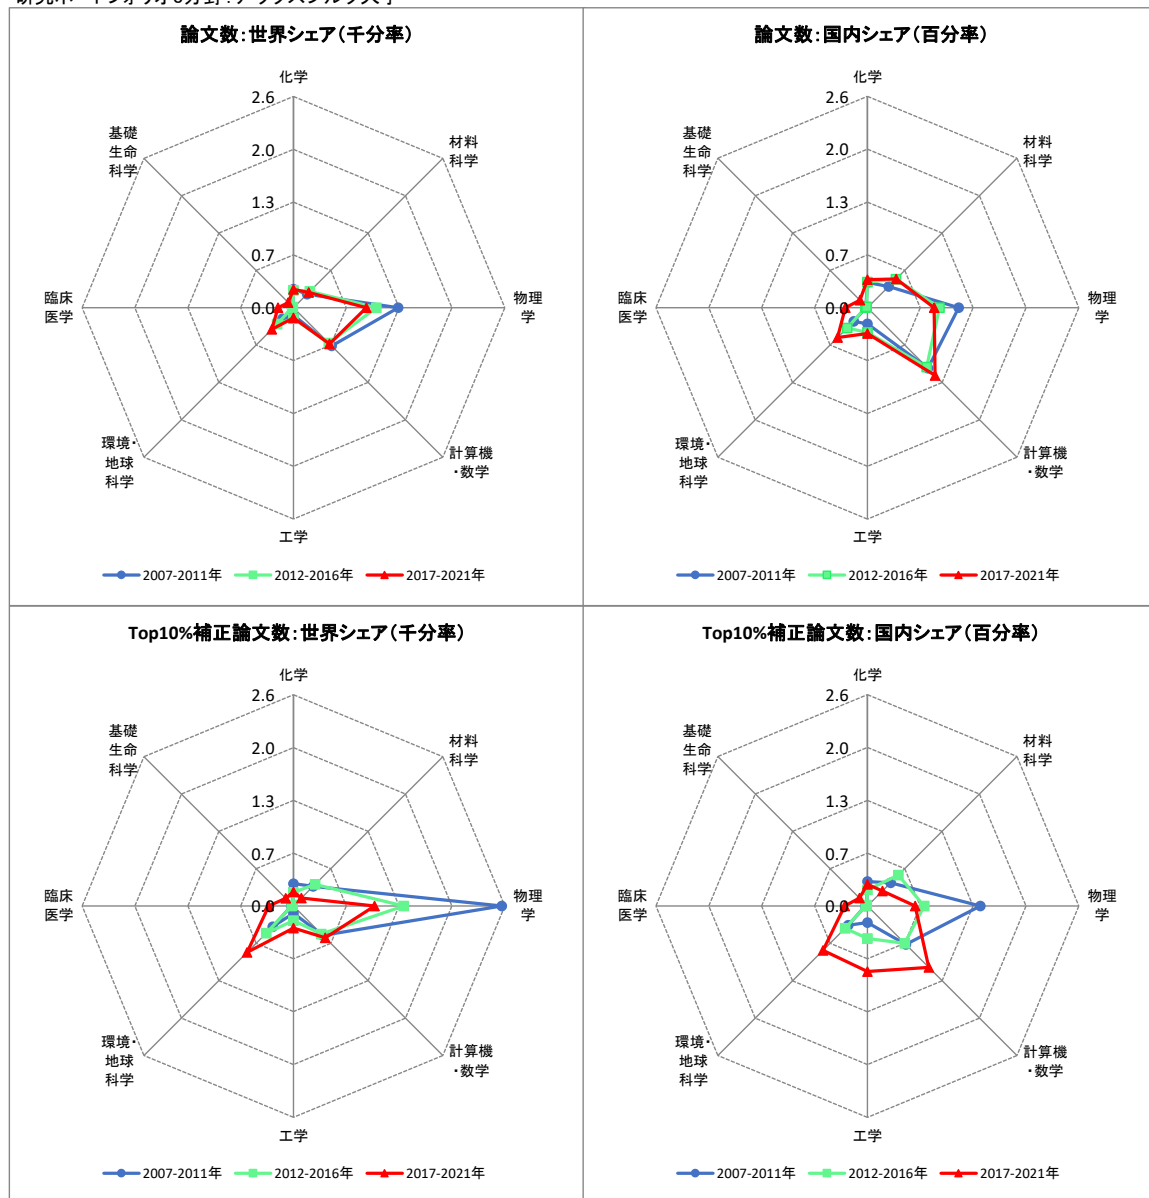 論文数：世界シェア（千分率）
化学
2.6
基礎
生命
科学
材料
科学
2.0
1.3
0.7
臨床
医学
0.0
物理
学
環境・
地球
科学
計算機
・数学
工学
2007-2011年 2012-2016年 2017-2021年
論文数：国内シェア（百分率）
化学
2.6
基礎
生命
科学
材料
科学
2.0
1.3
0.7
臨床
医学
0.0
物理
学
環境・
地球
科学
計算機
・数学
工学
2007-2011年 2012-2016年 2017-2021年
Top10%補正論文数：世界シェア（千分率）
化学
2.6
基礎
生命
科学
材料
科学
2.0
1.3
0.7
臨床
医学
0.0
物理
学
環境・
地球
科学
計算機
・数学
工学
2007-2011年 2012-2016年 2017-2021年
Top10%補正論文数：国内シェア（百分率）
化学
2.6
基礎
生命
科学
材料
科学
2.0
1.3
0.7
臨床
医学
0.0
物理
学
環境・
地球
科学
計算機
・数学
工学
2007-2011年 2012-2016年 2017-2021年